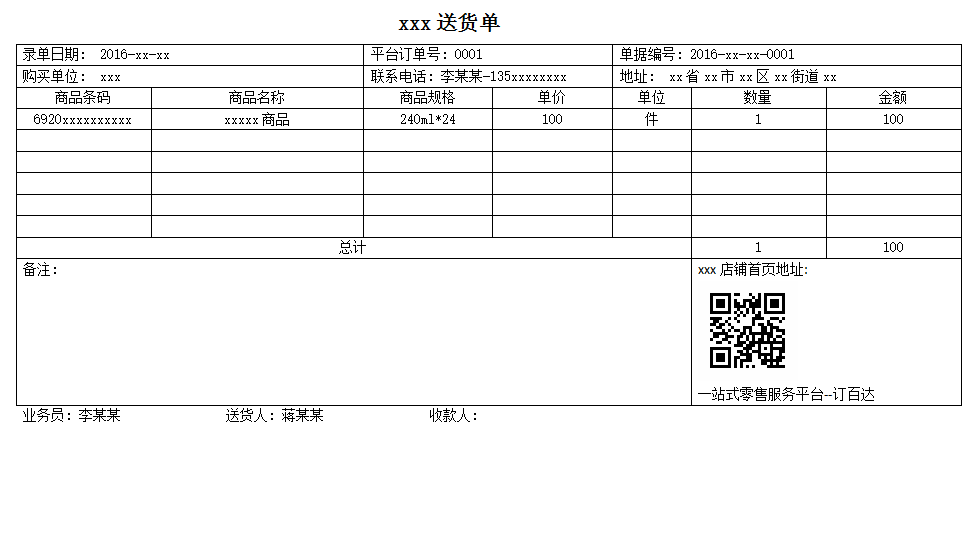 xxx 送货单
录单日期： 2016-xx-xx 平台订单号：0001 单据编号：2016-xx-xx-0001
购买单位： xxx 联系电话：李某某-135xxxxxxxx 地址： xx 省 xx 市 xx 区 xx 街道 xx
商品条码 商品名称 商品规格 单价 单位 数量 金额
6920xxxxxxxxxx xxxxx 商品 240ml*24 100 件 1 100
总计 1 100
备注： xxx 店铺首页地址:
一站式零售服务平台--订百达
业务员：李某某 送货人：蒋某某 收款人：